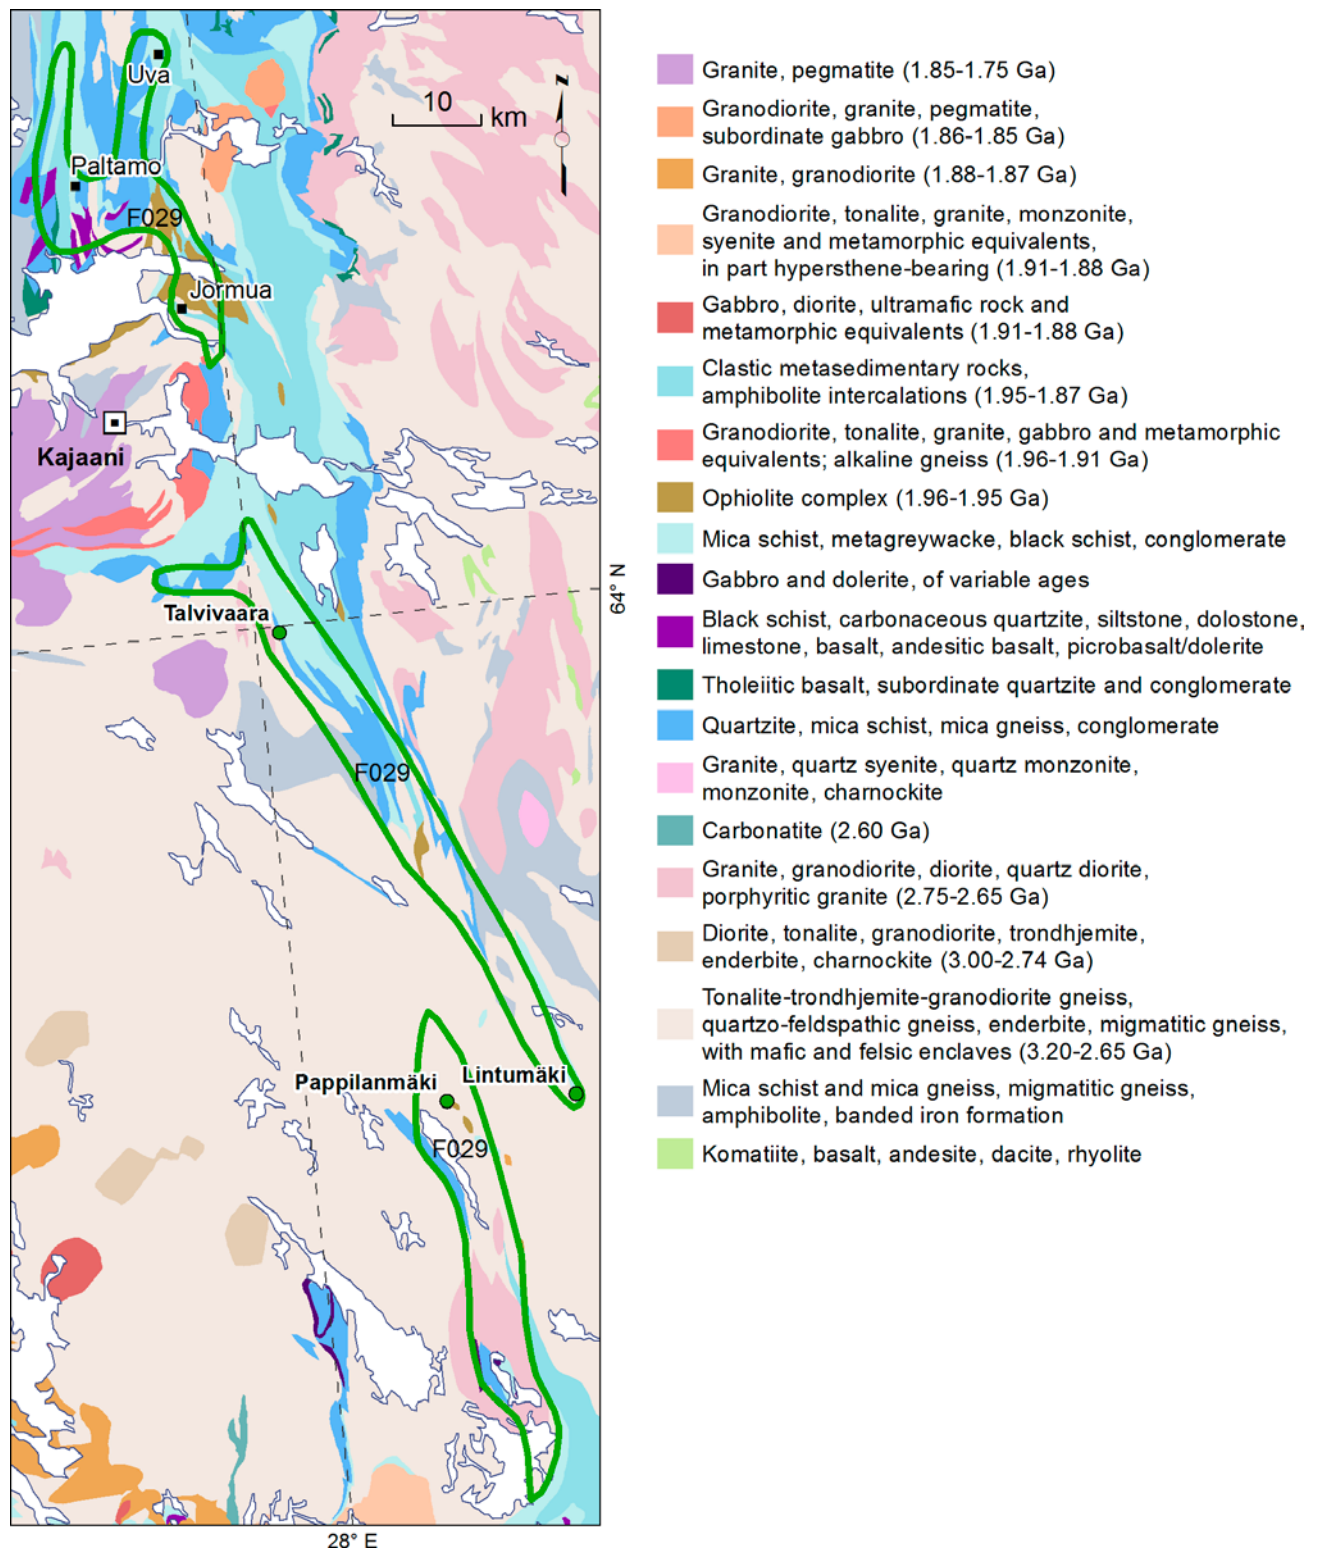 Uva
10
km
z
Paltamo
F029
Jormua
Kajaani
Talvivaara
64° N
F029
Pappilanmäki
Lintumäki
F029
28° E
Granite, pegmatite (1.85-1.75 Ga)
Granodiorite, granite, pegmatite,
subordinate gabbro (1.86-1.85 Ga)
Granite, granodiorite (1.88-1.87 Ga)
Granodiorite, tonalite, granite, monzonite,
syenite and metamorphic equivalents,
in part hypersthene-bearing (1.91-1.88 Ga)
Gabbro, diorite, ultramafic rock and
metamorphic equivalents (1.91-1.88 Ga)
Clastic metasedimentary rocks,
amphibolite intercalations (1.95-1.87 Ga)
Granodiorite, tonalite, granite, gabbro and metamorphic
equivalents; alkaline gneiss (1.96-1.91 Ga)
Ophiolite complex (1.96-1.95 Ga)
Mica schist, metagreywacke, black schist, conglomerate
Gabbro and dolerite, of variable ages
Black schist, carbonaceous quartzite, siltstone, dolostone,
limestone, basalt, andesitic basalt, picrobasalt/dolerite
Tholeiitic basalt, subordinate quartzite and conglomerate
Quartzite, mica schist, mica gneiss, conglomerate
Granite, quartz syenite, quartz monzonite,
monzonite, charnockite
Carbonatite (2.60 Ga)
Granite, granodiorite, diorite, quartz diorite,
porphyritic granite (2.75-2.65 Ga)
Diorite, tonalite, granodiorite, trondhjemite,
enderbite, charnockite (3.00-2.74 Ga)
Tonalite-trondhjemite-granodiorite gneiss,
quartzo-feldspathic gneiss, enderbite, migmatitic gneiss,
with mafic and felsic enclaves (3.20-2.65 Ga)
Mica schist and mica gneiss, migmatitic gneiss,
amphibolite, banded iron formation
Komatiite, basalt, andesite, dacite, rhyolite